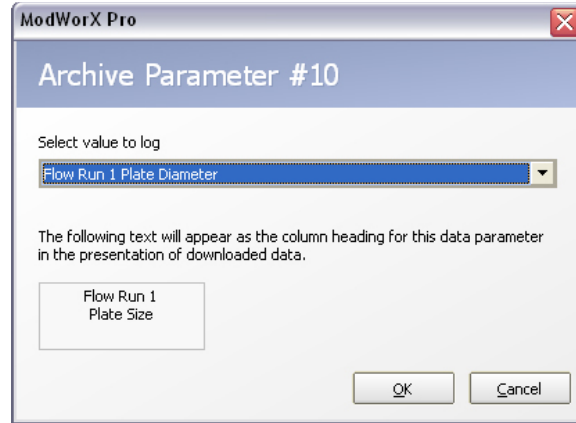 ModWorX Pro
Archive Parameter #10
Select value to log
Flow Run 1 Plate Diameter
The following text will appear as the column heading for this data parameter
in the presentation of downloaded data.
Flow Run 1
Plate Size
OK
Cancel